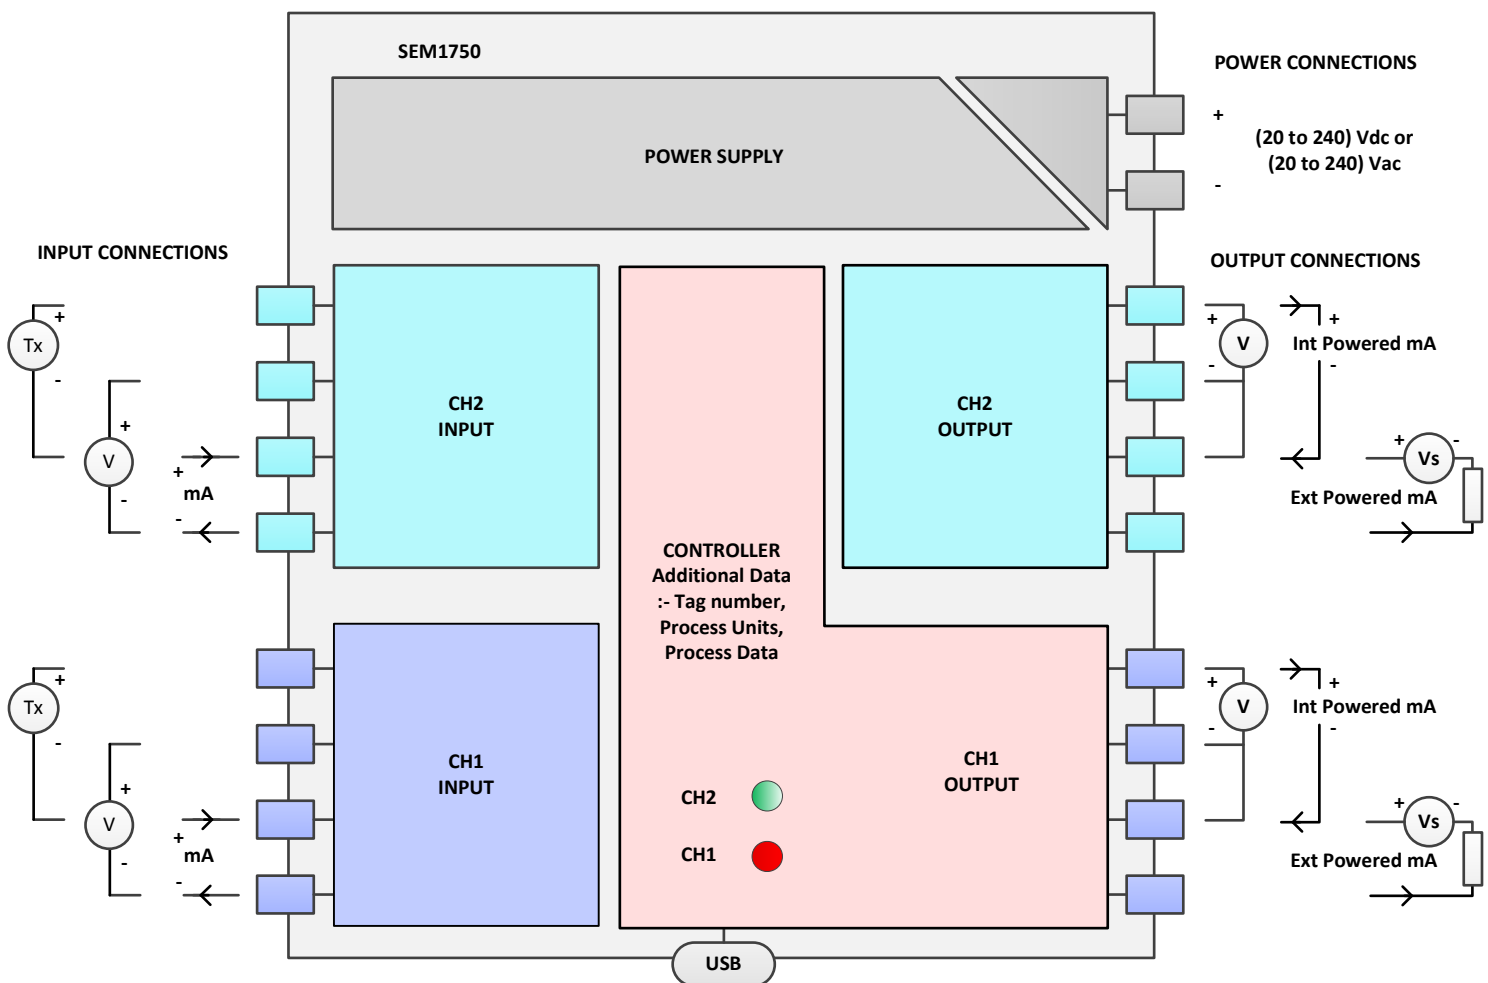 SEM1750
POWER CONNECTIONS
+
(20 to 240) Vdc or
(20 to 240) Vac
-
POWER SUPPLY
INPUT CONNECTIONS
OUTPUT CONNECTIONS
+
Tx
-
+
V
-
+
mA
-
CH2
INPUT
CH2
OUTPUT
+
V
-
+
Int Powered mA
-
+
Vs
-
Ext Powered mA
CONTROLLER
Additional Data
:- Tag number,
Process Units,
Process Data
+
Tx
-
+
V
-
+
mA
-
CH1
INPUT
CH1
OUTPUT
CH2
CH1
+
V
-
+
Int Powered mA
-
+
Vs
-
Ext Powered mA
USB